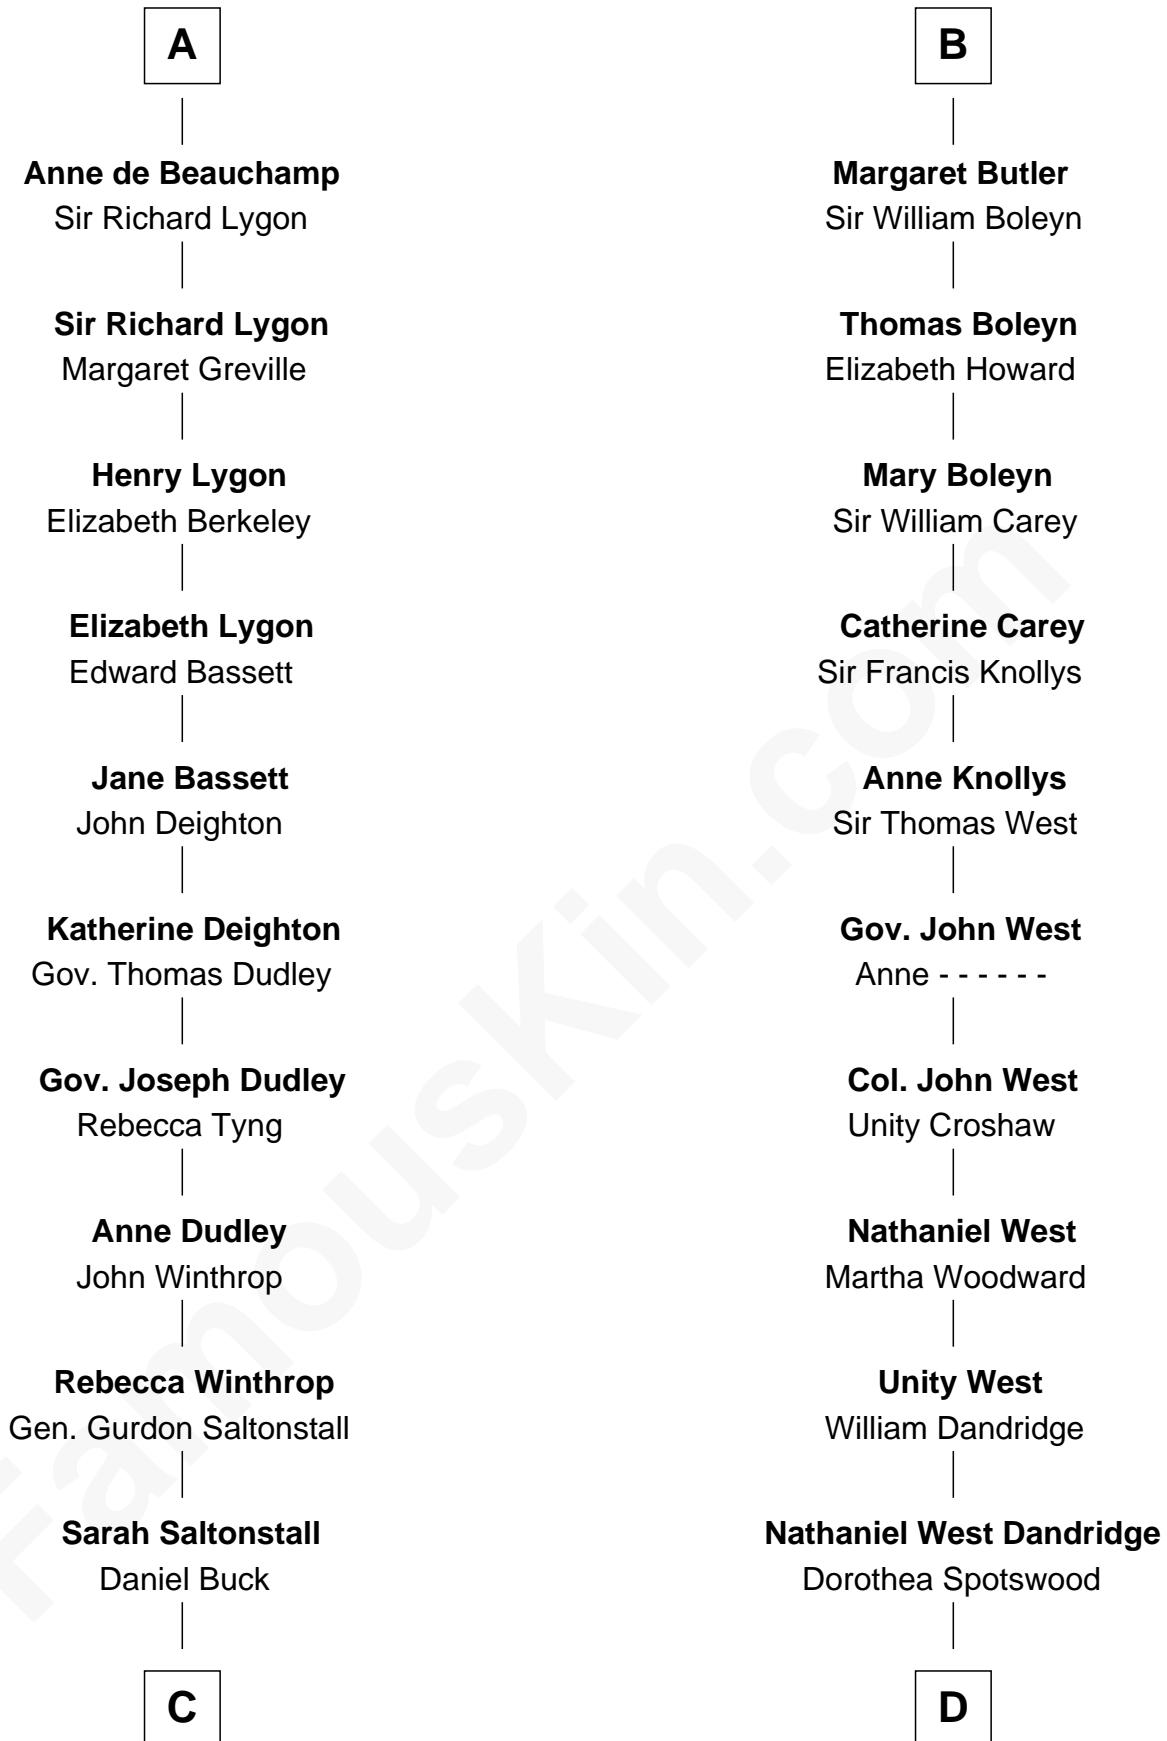 A
Anne de Beauchamp
Sir Richard Lygon
Sir Richard Lygon
Margaret Greville
Henry Lygon
Elizabeth Berkeley
Elizabeth Lygon
Edward Bassett
Jane Bassett
John Deighton
Katherine Deighton
Gov. Thomas Dudley
Gov. Joseph Dudley
Rebecca Tyng
Anne Dudley
John Winthrop
Rebecca Winthrop
Gen. Gurdon Saltonstall
Sarah Saltonstall
Daniel Buck
C
B
Margaret Butler
Sir William Boleyn
Thomas Boleyn
Elizabeth Howard
Mary Boleyn
Sir William Carey
Catherine Carey
Sir Francis Knollys
Anne Knollys
Sir Thomas West
Gov. John West
Anne - - - - - -
Col. John West
Unity Croshaw
Nathaniel West
Martha Woodward
Unity West
William Dandridge
Nathaniel West Dandridge
Dorothea Spotswood
D
FamousKin.com